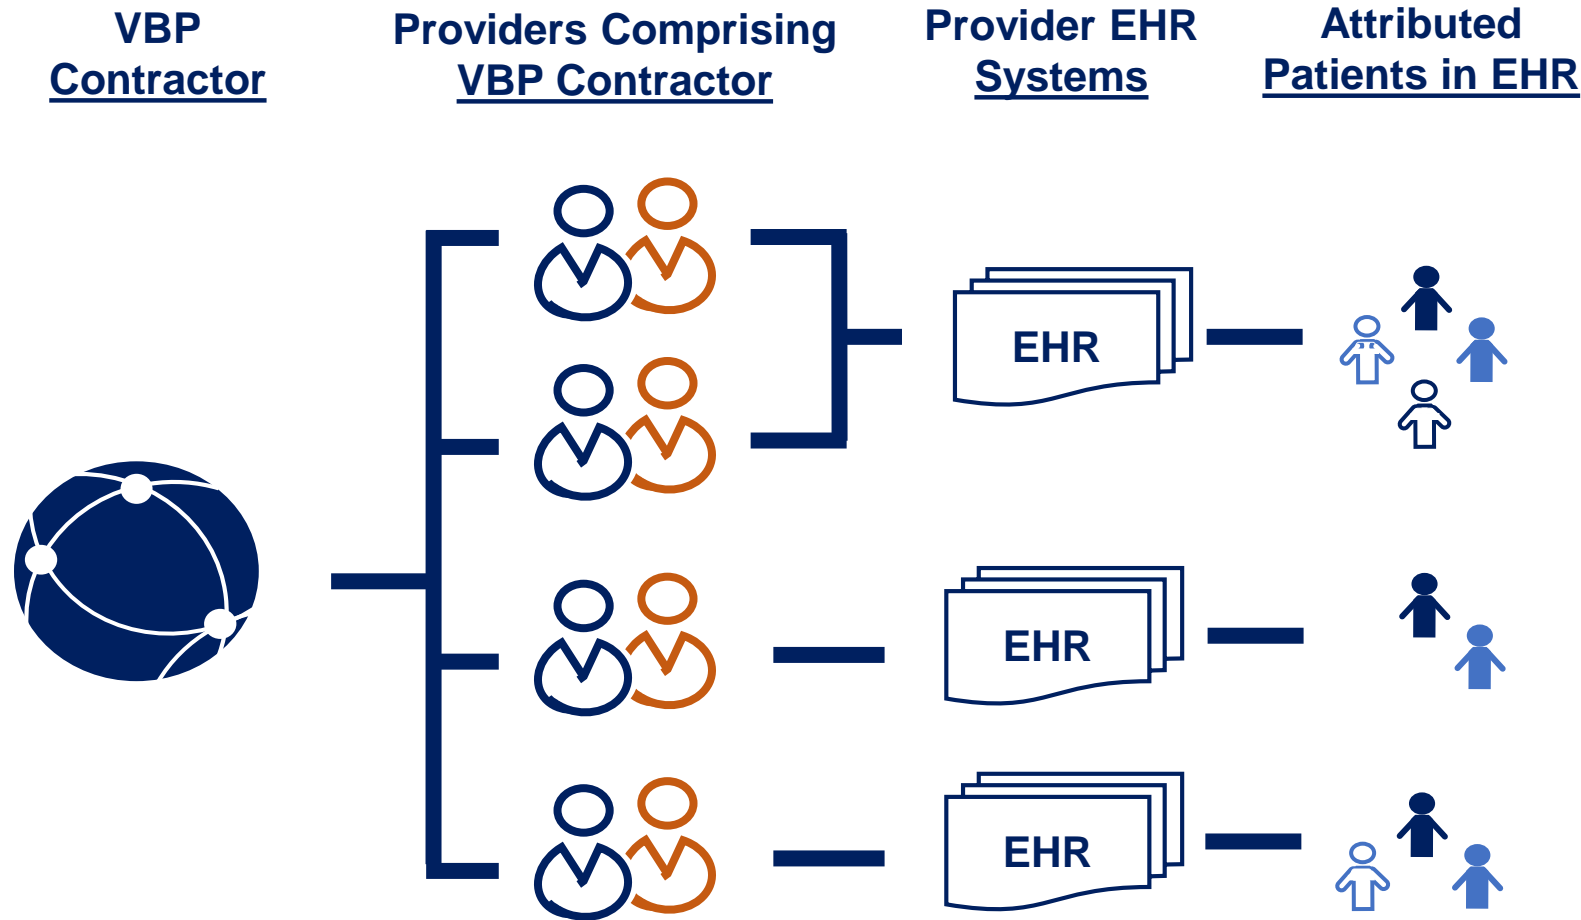 VBP
Contractor
Providers Comprising
VBP Contractor
Provider EHR
Systems
Attributed
Patients in EHR
EHR
EHR
EHR